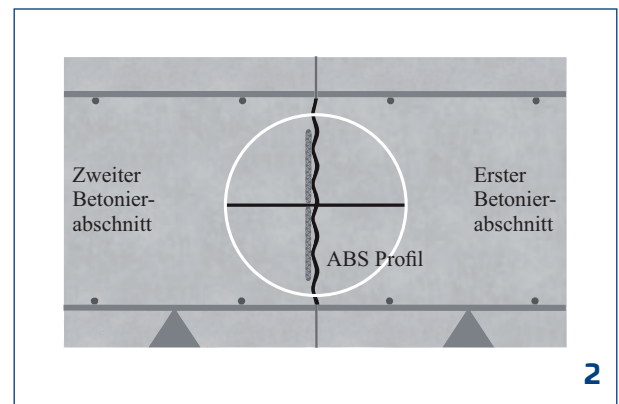 Zweiter
Betonier-
abschnitt
Erster
Betonier-
abschnitt
ABS Profil
2